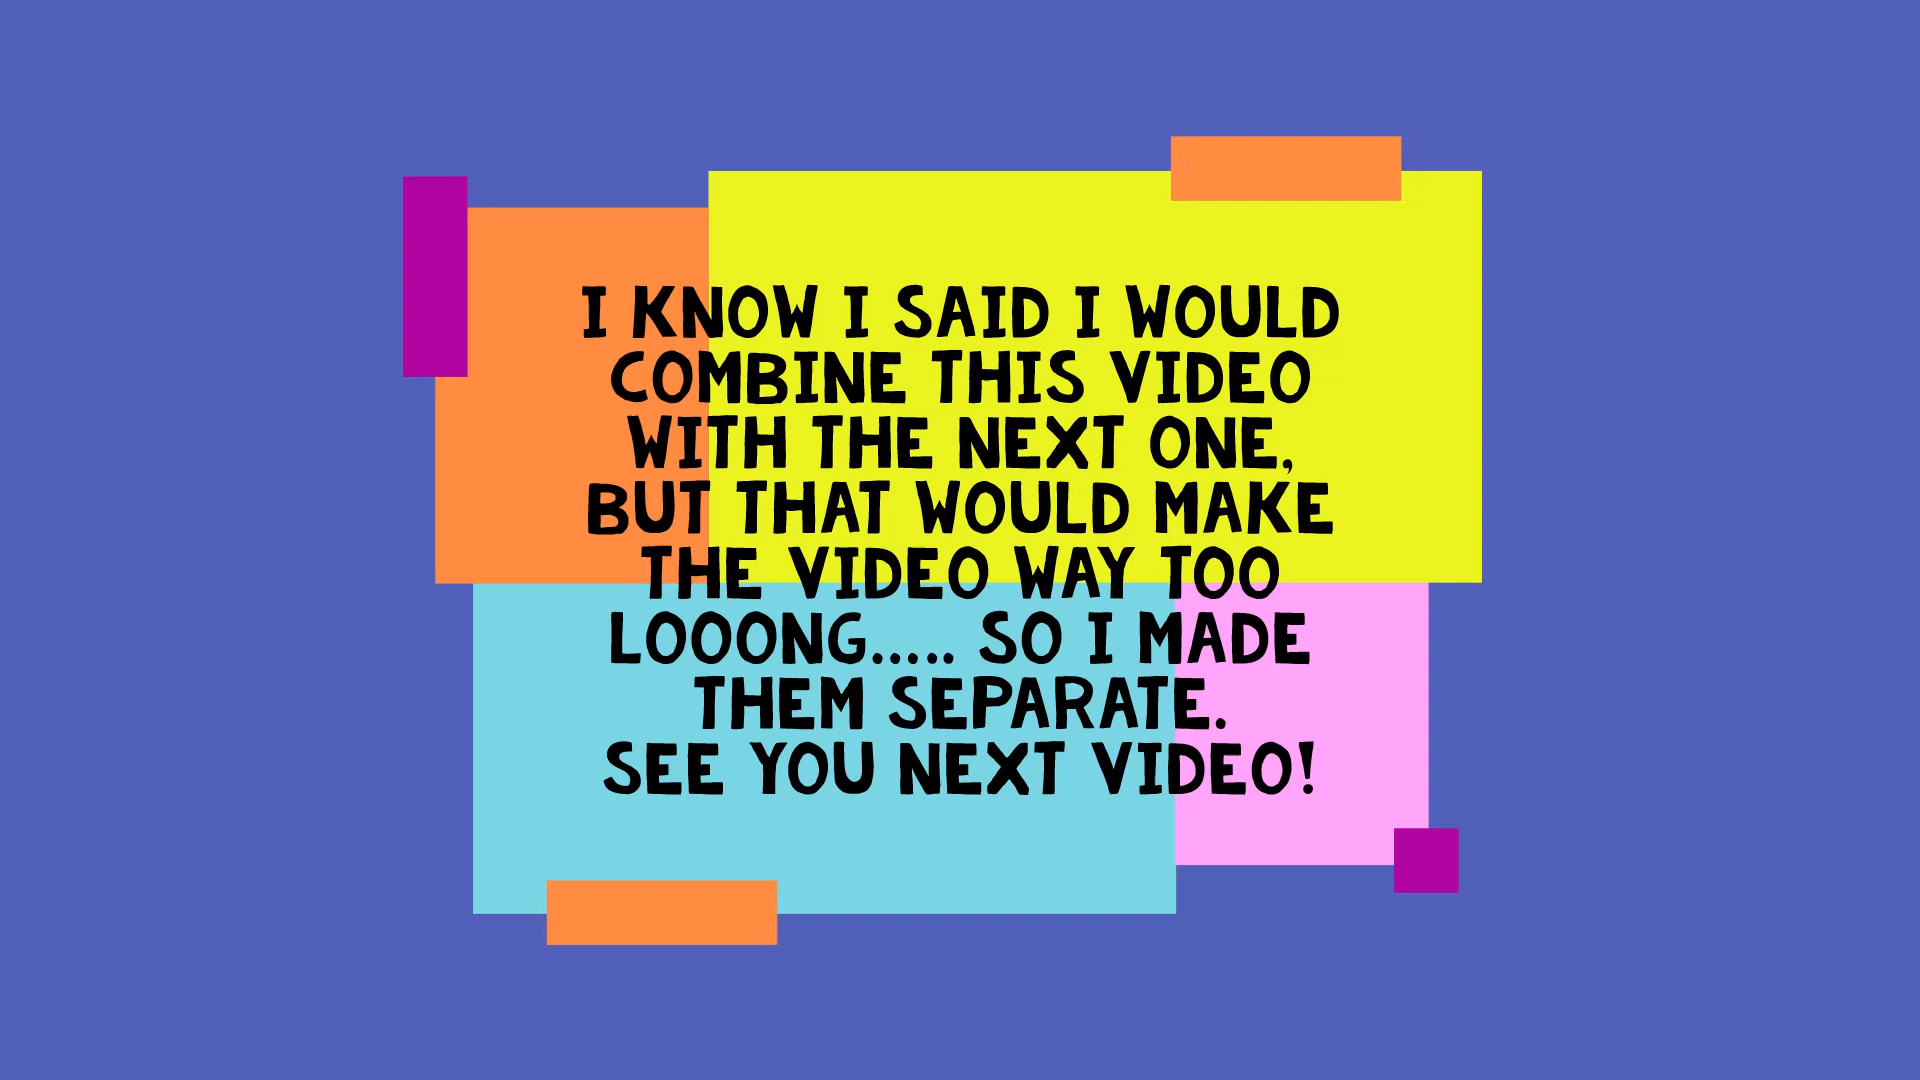 I KNOW I SAID I WOULD
COMBINE THIS VIDEO
WITH THE NEXT ONE,
BUT THAT WOULD MAKE
THE VIDEO WAY TOO
LOOONG..... SO I MADE
THEM SEPARATE.
SEE YOU NEXT VIDEO!